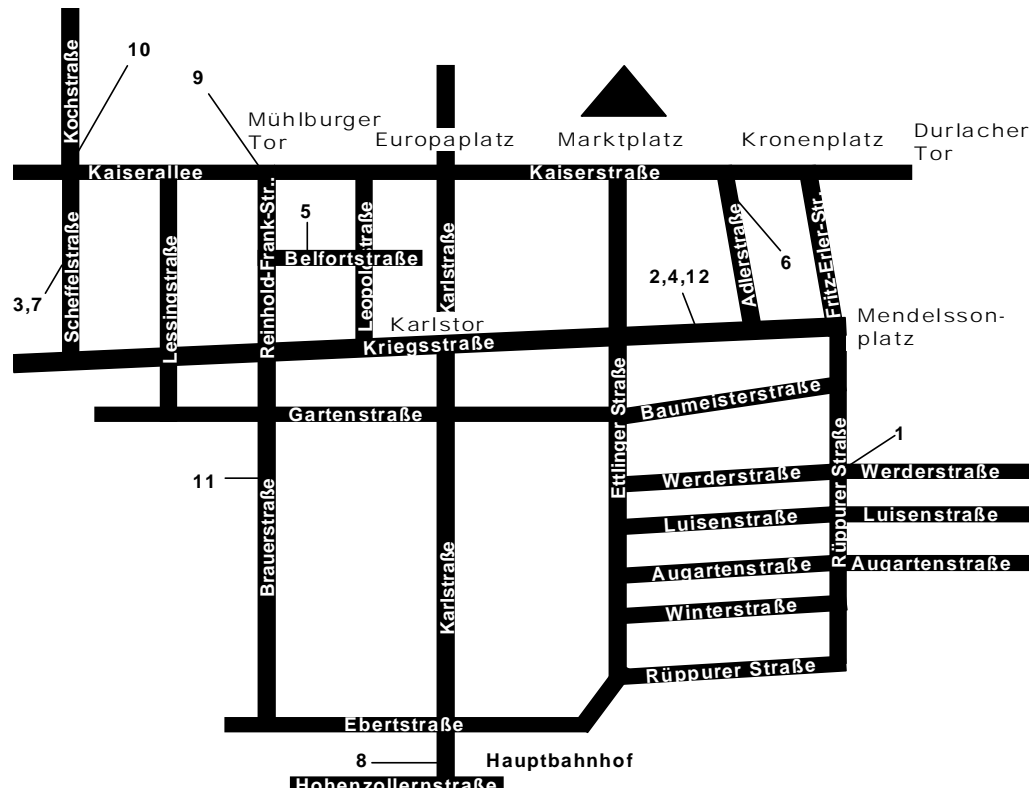 10
9
Mühlburger
Tor
Europaplatz
Marktplatz
Kronenplatz
Durlacher
Tor
Kochstraße
Kaiserallee
Kaiserstraße
Scheffelstraße
Lessingstraße
Reinhold-Frank-Str..
5
Belfortstraße
Leopoldstraße
Karlstraße
Adlerstraße
6
Fritz-Erler-Str..
3,7
2,4,12
Karlstor
Kriegsstraße
Mendelsson-
platz
Gartenstraße
Ettlinger Straße
Baumeisterstraße
Rüppurer Straße
1
11
Brauerstraße
Werderstraße
Werderstraße
Luisenstraße
Luisenstraße
Augartenstraße
Augartenstraße
Karlstraße
Winterstraße
Rüppurer Straße
Ebertstraße
8
Hauptbahnhof
Hohenzollernstraße